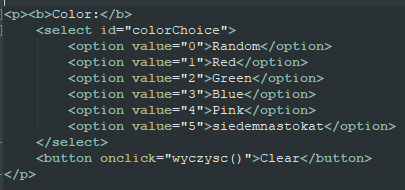 <p><b>Color:</b>
<select id="colorChoice">
<option value="0">Random</option>
<option value="1">Red</option>
<option value="2">Green</option>
<option value="3">Blue</option>
<option value="4">Pink</option>
<option value="5">siedemnastokat</option>
</select>
<button onclick="wyczysc()">Clear</button>
</p>